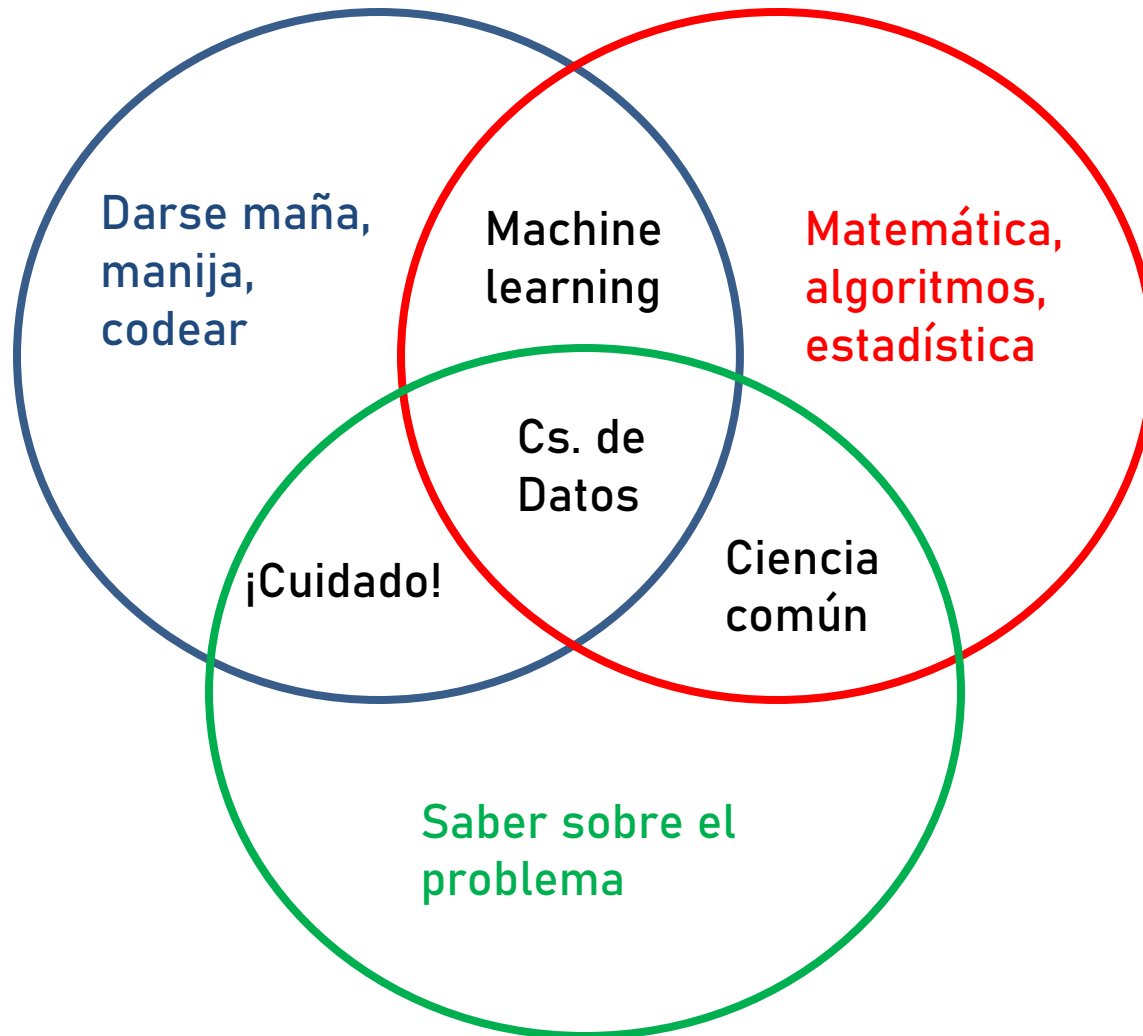 Darse maña,
manija,
codear
Machine
learning
Matemática,
algoritmos,
estadística
Cs. de
Datos
¡Cuidado!
Ciencia
común
Saber sobre el
problema